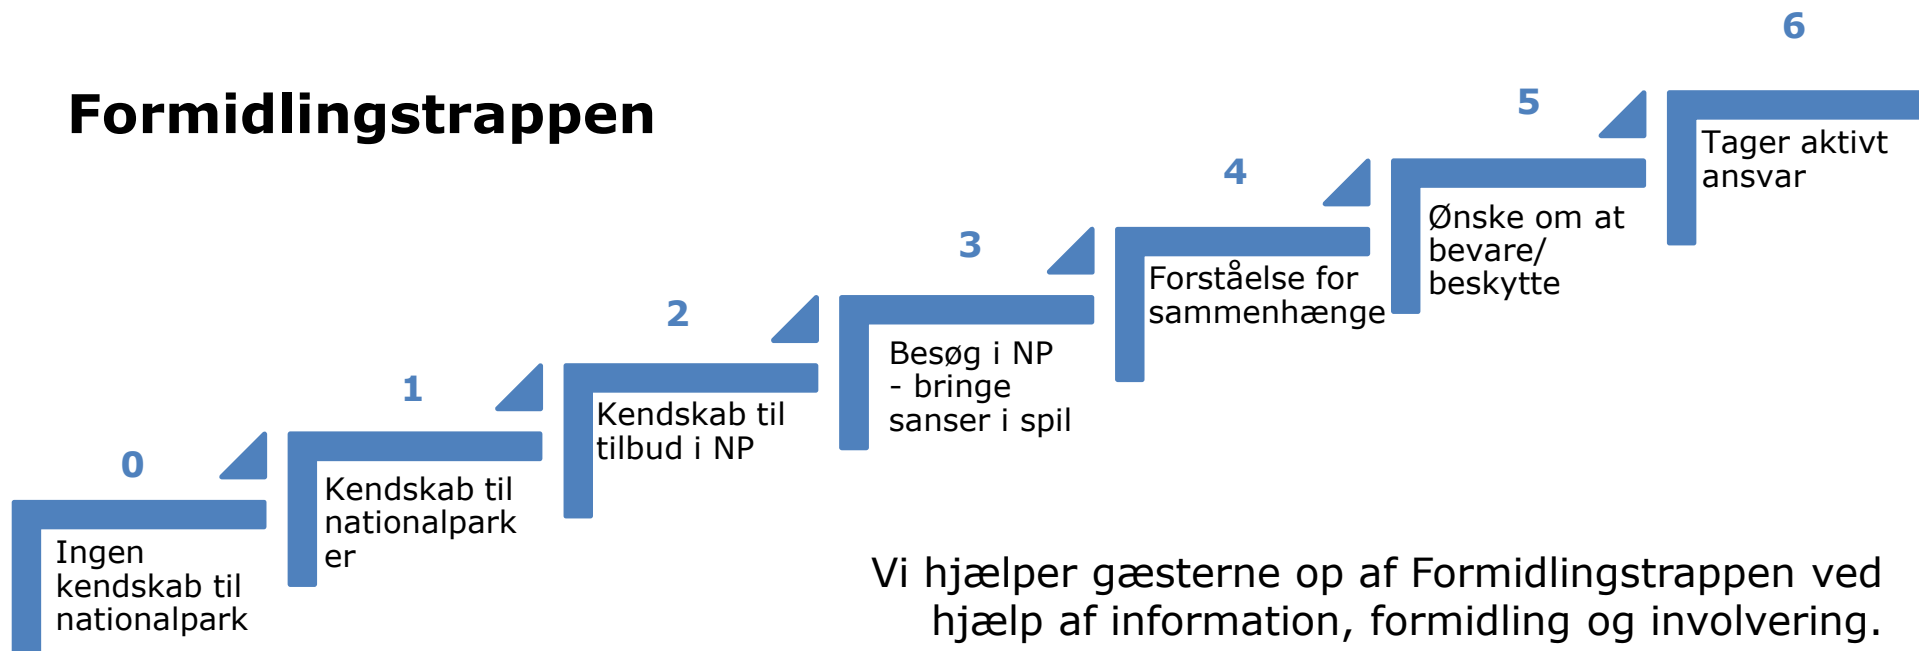 Formidlingstrappen
0
Ingen
kendskab til
nationalpark
1
Kendskab til
nationalpark
er
2
Kendskab til
tilbud i NP
3
Besøg i NP
- bringe
sanser i spil
4
Forståelse for
sammenhænge
5
Ønske om at
bevare/
beskytte
6
Tager aktivt
ansvar
Vi hjælper gæsterne op af Formidlingstrappen ved
hjælp af information, formidling og involvering.